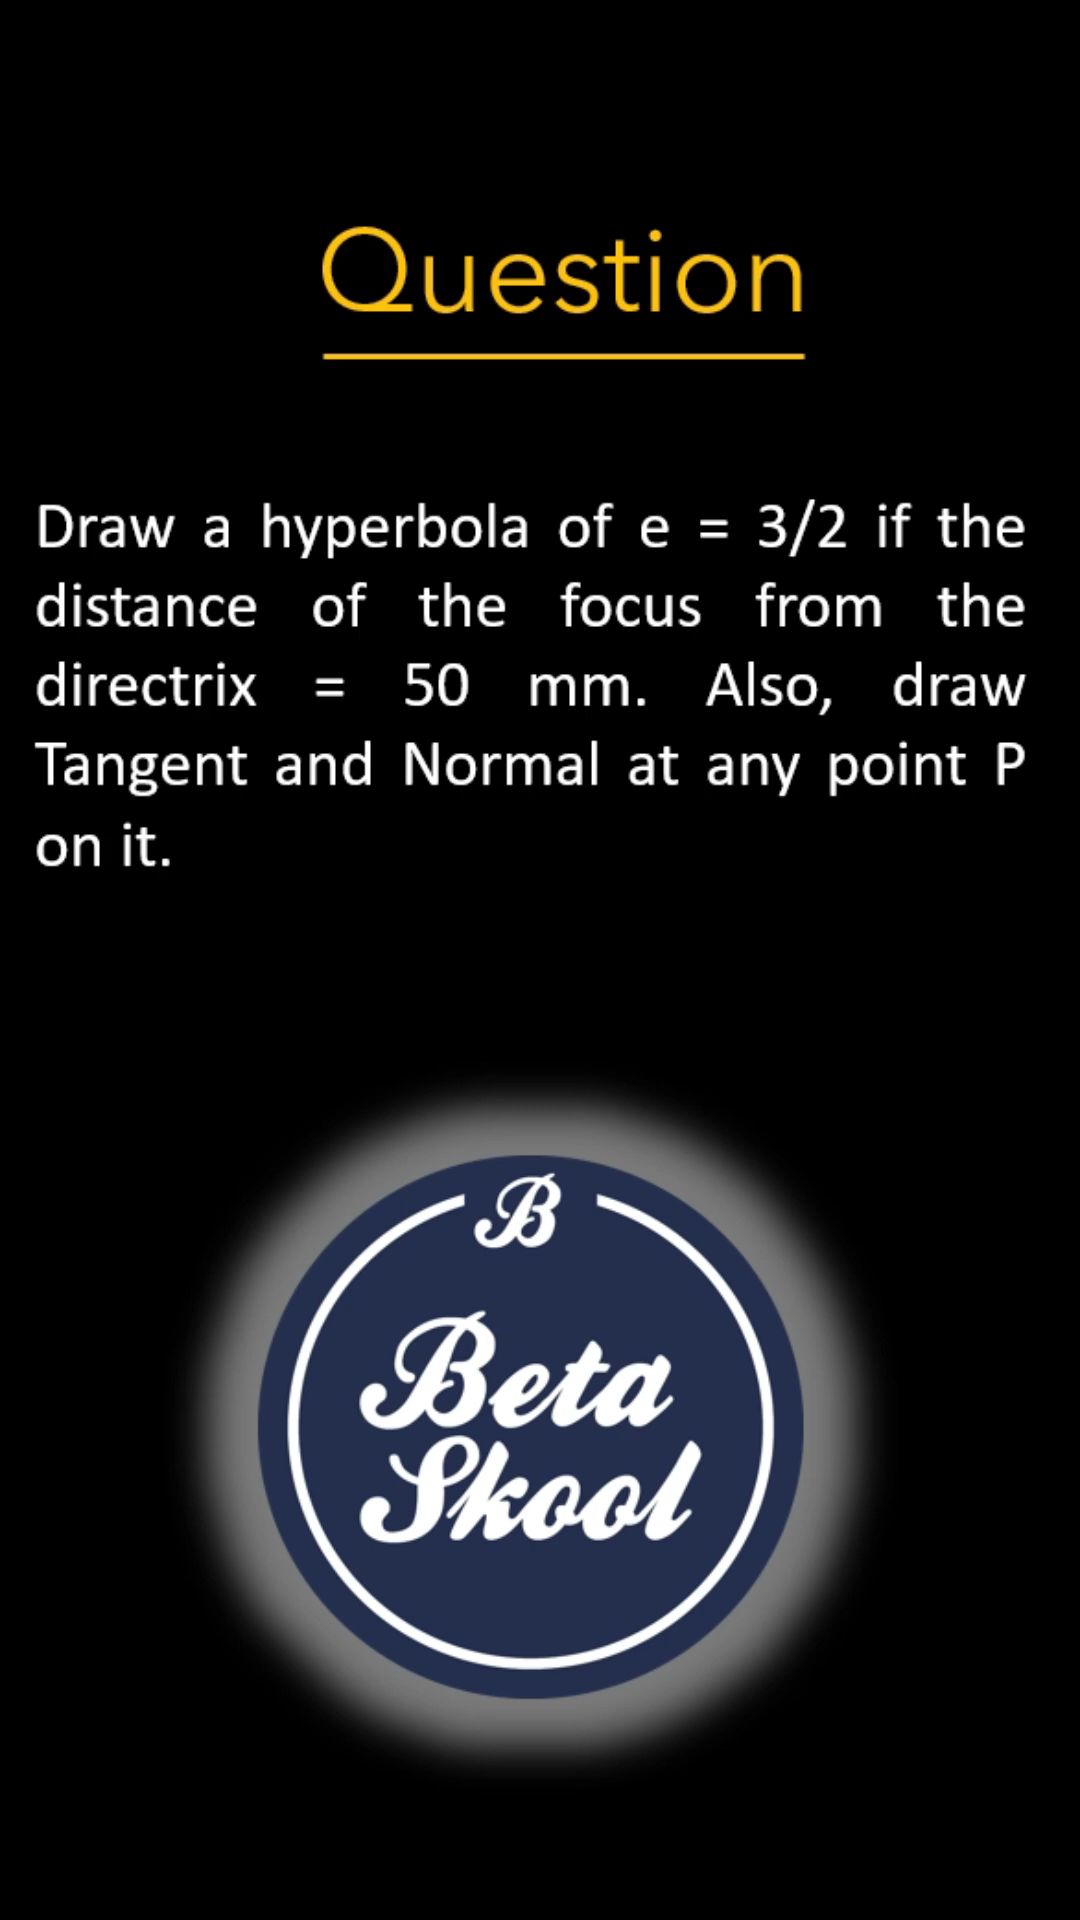 Question
Draw a hyperbola of e = 3/2 if the
distance of the focus from the
directrix = 50 mm. Also, draw
Tangent and Normal at any point P
on it.
B
Beta
Skool